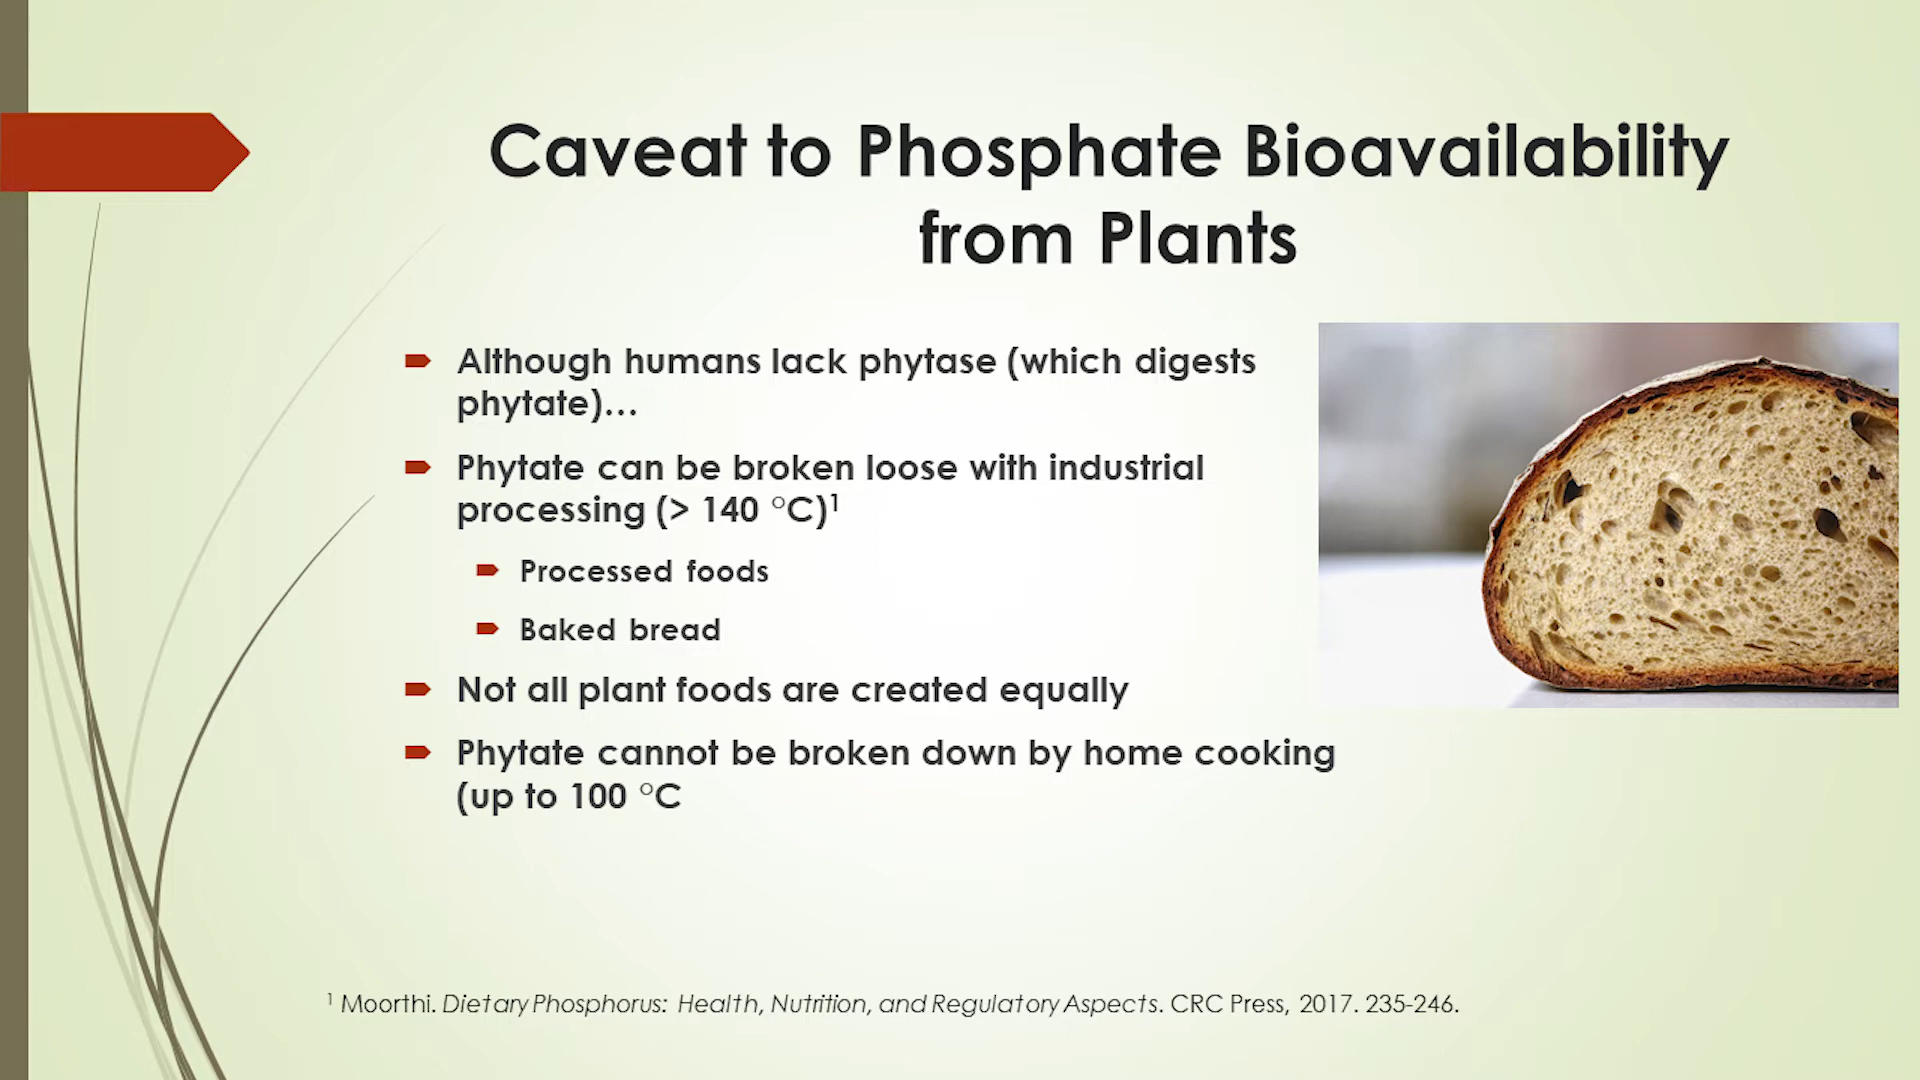 Caveat to Phosphate Bioavailability
from Plants
Although humans lack phytase (which digests
phytate)…
Phytate can be broken loose with industrial
processing (> 140 °C)¹
Processed foods
Baked bread
Not all plant foods are created equally
Phytate cannot be broken down by home cooking
(up to 100 °C
¹ Moorthi. Dietary Phosphorus: Health, Nutrition, and Regulatory Aspects. CRC Press, 2017. 235-246.